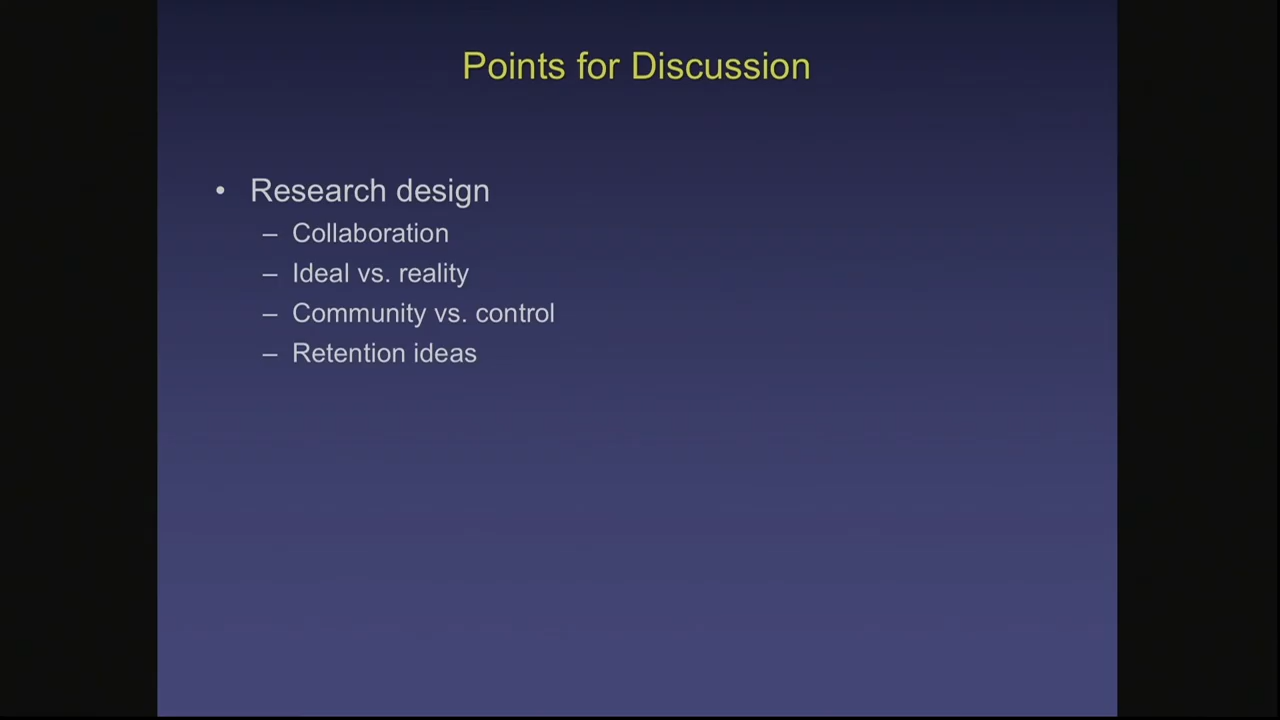 Points for Discussion
• Research design
– Collaboration
– Ideal vs. reality
– Community vs. control
– Retention ideas